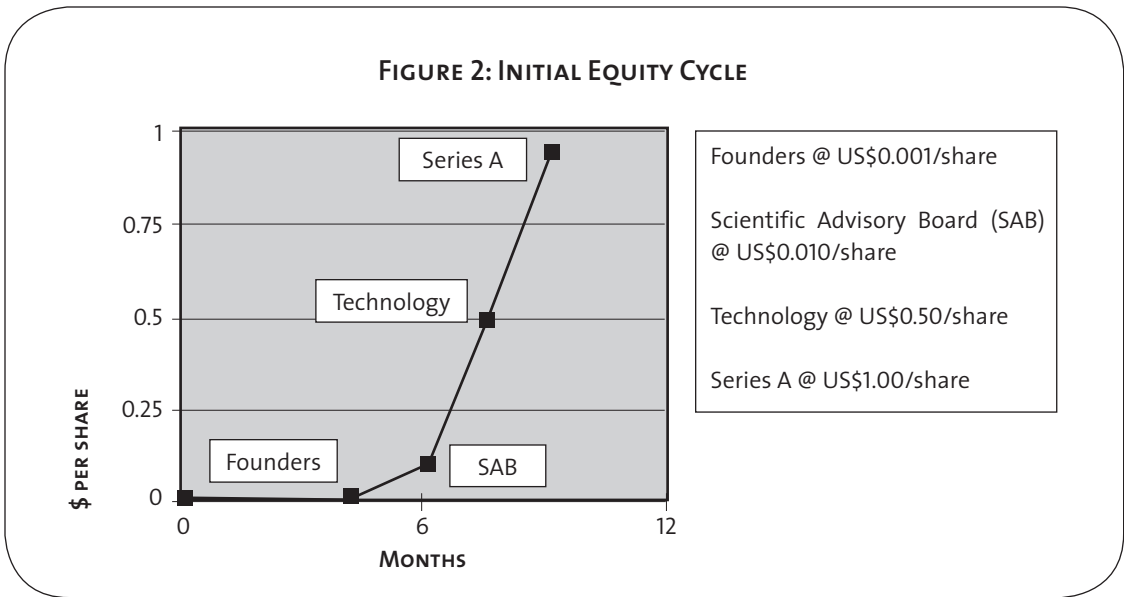 FIGURE 2: INITIAL EQUITY CYCLE
1
0.75
0.5
0.25
0
$ PER SHARE
Series A
Technology
Founders
SAB
0
6
12
MONTHS
Founders @ US$0.001/share
Scientific Advisory Board (SAB)
@ US$0.010/share
Technology @ US$0.50/share
Series A @ US$1.00/share